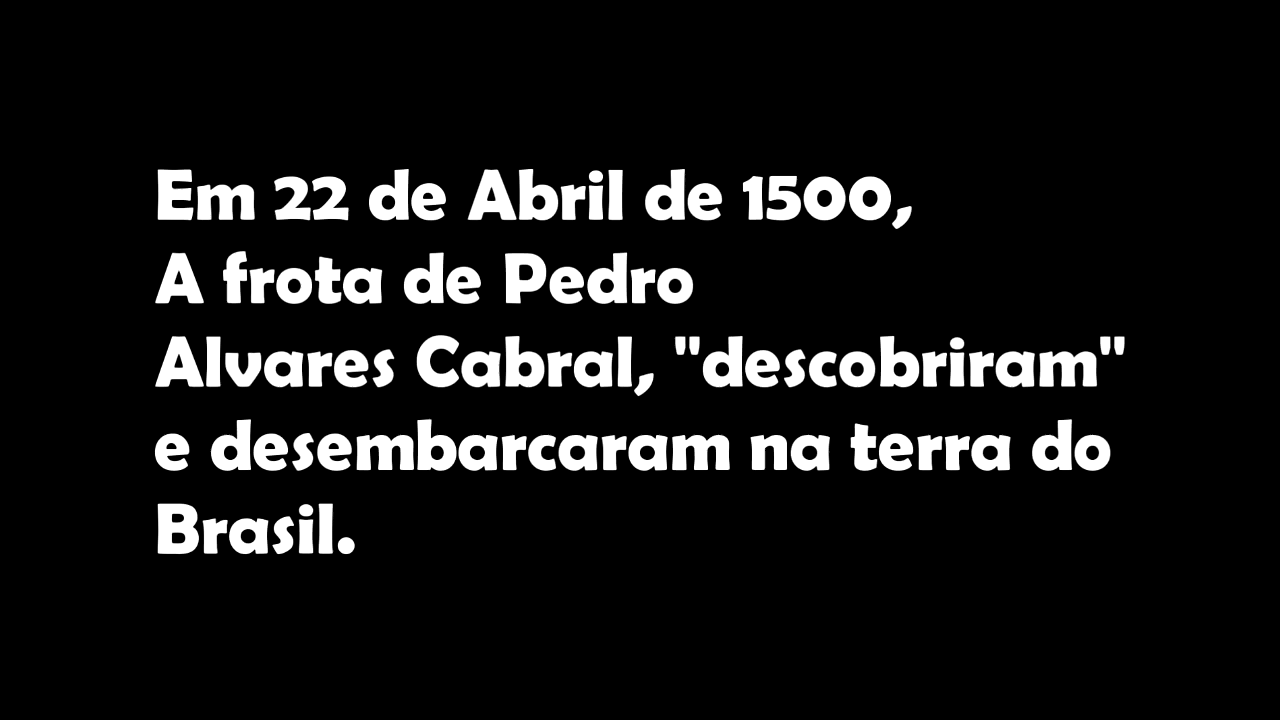 Em 22 de Abril de 1500,
A frota de Pedro
Alvares Cabral, "descobriram"
e desembarcaram na terra do
Brasil.